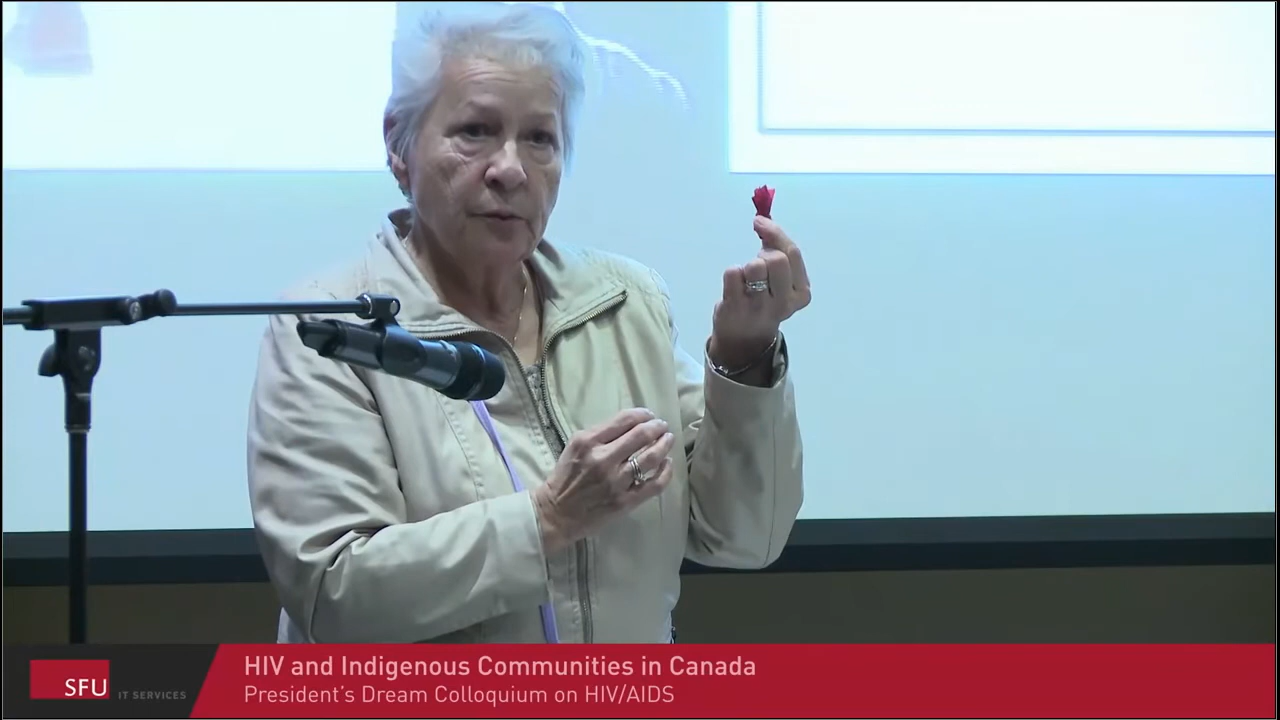 HIV and Indigenous Communities in Canada
President's Dream Colloquium on HIV/AIDS
SFU IT SERVICES